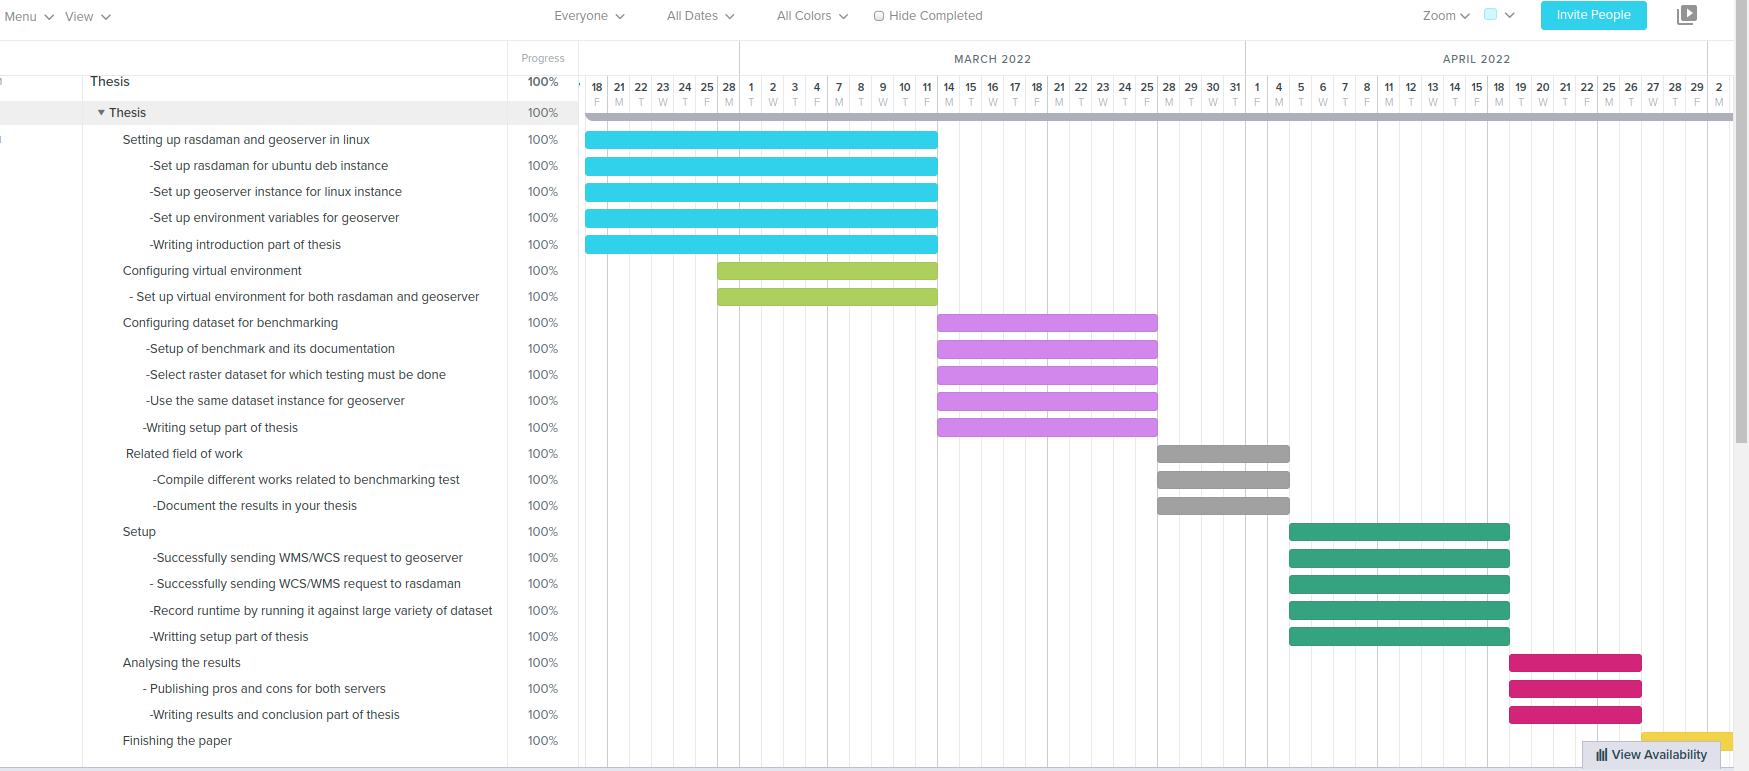 Menu View Everyone All Dates All Colors Hide Completed Zoom Invite People
Progress MARCH 2022 APRIL 2022
Thesis 100% 18 21 22 23 24 25 28 1 2 3 4 7 8 9 10 11 14 15 16 17 18 21 22 23 24 25 28 29 30 31 1 4 5 6 7 8 11 12 13 14 15 18 19 20 21 22 25 26 27 28 29 2
F M T W T F M T W T F M T W T F M T W T F M T W T F M T W T F M T W T F M T W T F M T W T F M T W T F M
Thesis 100%
Setting up rasdaman and geoserver in linux 100%
-Set up rasdaman for ubuntu deb instance 100%
-Set up geoserver instance for linux instance 100%
-Set up environment variables for geoserver 100%
-Writing introduction part of thesis 100%
Configuring virtual environment 100%
- Set up virtual environment for both rasdaman and geoserver 100%
Configuring dataset for benchmarking 100%
-Setup of benchmark and its documentation 100%
-Select raster dataset for which testing must be done 100%
-Use the same dataset instance for geoserver 100%
-Writing setup part of thesis 100%
Related field of work 100%
-Compile different works related to benchmarking test 100%
-Document the results in your thesis 100%
Setup 100%
-Successfully sending WMS/WCS request to geoserver 100%
- Successfully sending WCS/WMS request to rasdaman 100%
-Record runtime by running it against large variety of dataset 100%
-Writting setup part of thesis 100%
Analysing the results 100%
- Publishing pros and cons for both servers 100%
-Writing results and conclusion part of thesis 100%
Finishing the paper 100%
View Availability